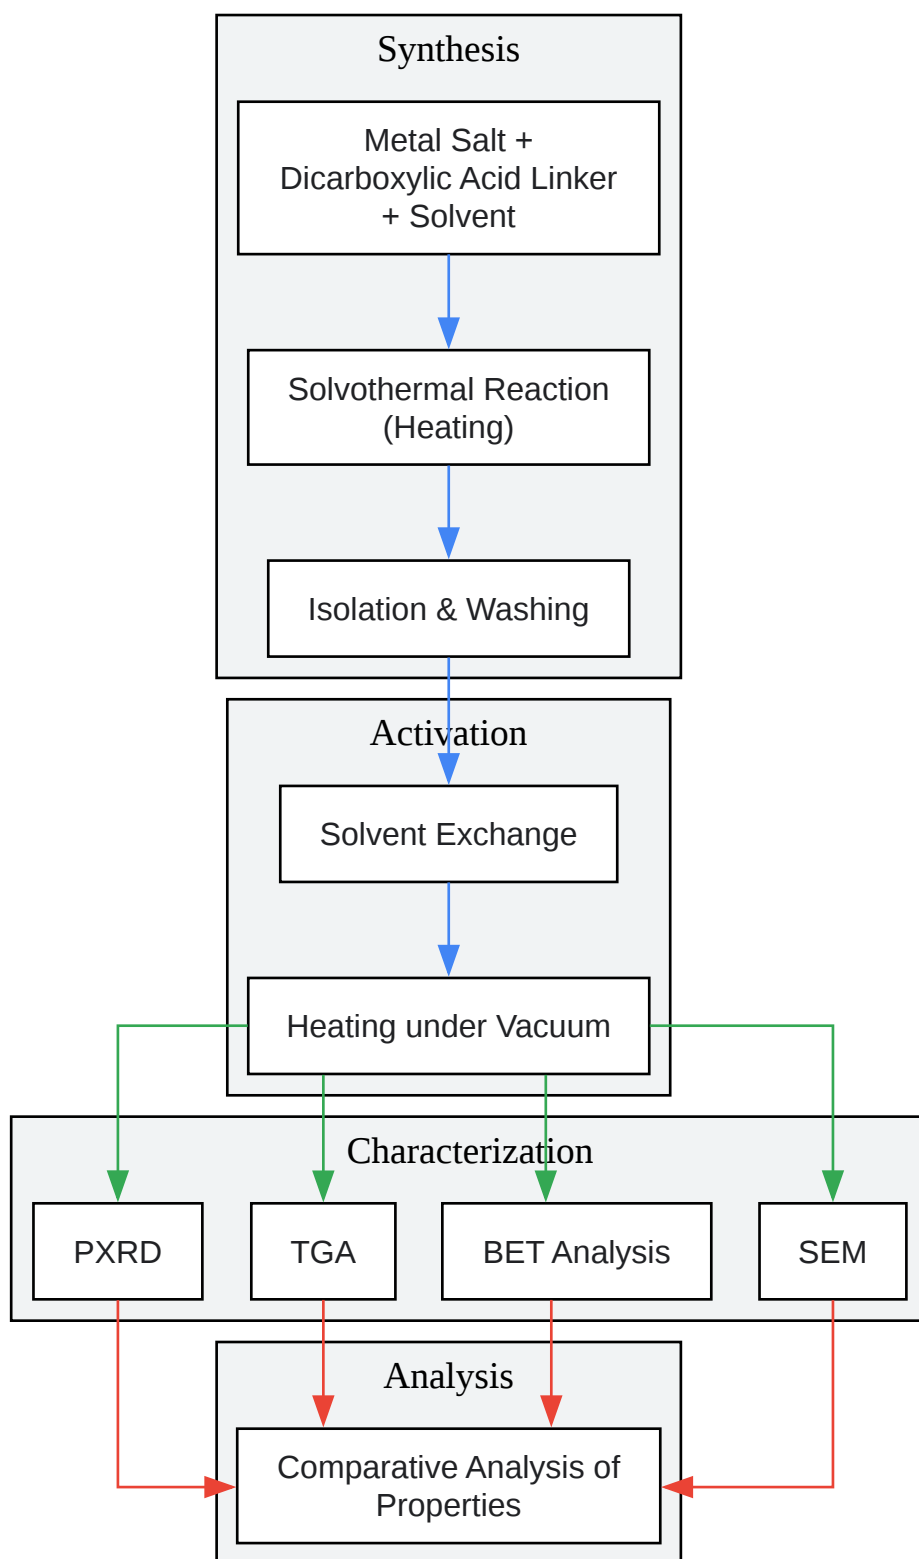 Synthesis
Metal Salt +
Dicarboxylic Acid Linker
+ Solvent
Solvothermal Reaction
(Heating)
Isolation & Washing
Activation
Solvent Exchange
Heating under Vacuum
Characterization
PXRD
TGA
BET Analysis
SEM
Analysis
Comparative Analysis of
Properties